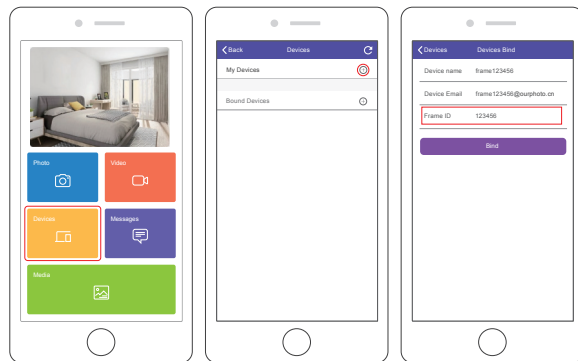 Photo
Video
Devices
Messages
Media
Back
Devices
My Devices
Bound Devices
Devices
Devices Bind
Device name frame123456
Device Email frame123456@ourphoto.cn
Frame ID 123456
Bind